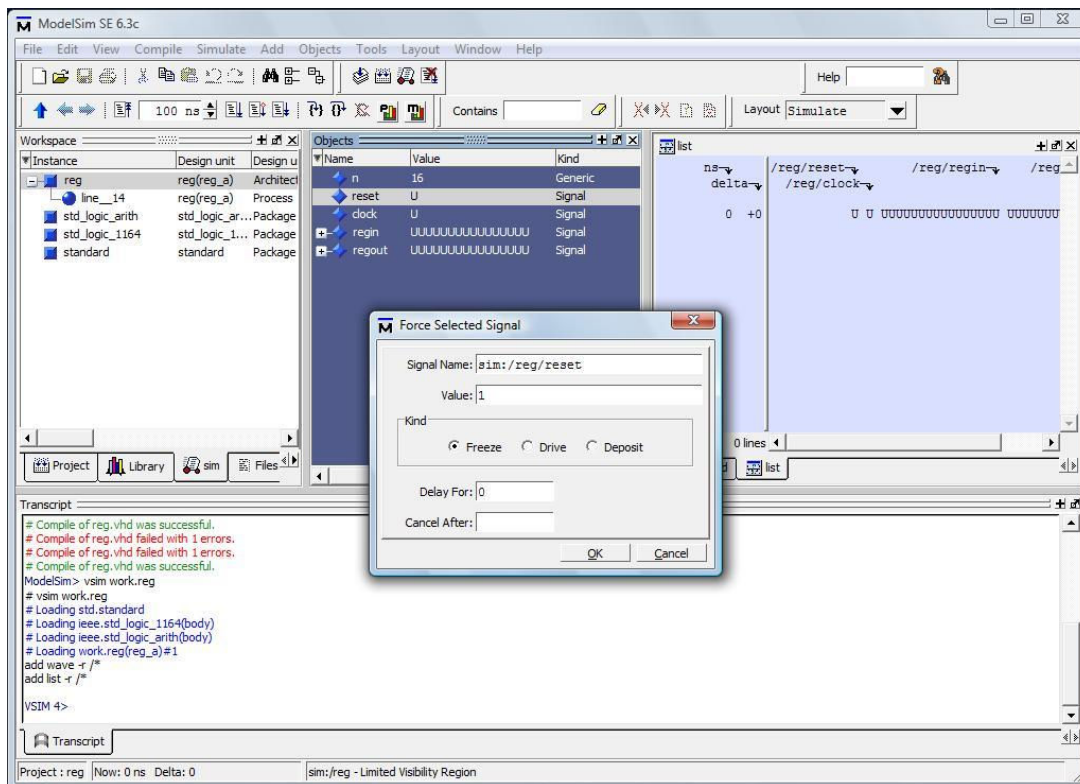 ModelSim SE 6.3c
File Edit View Compile Simulate Add Objects Tools Layout Window Help
Help
100 ns
Contains
Layout Simulate
Workspace
Instance Design unit Design u
reg reg(reg_a) Architect
line__14 reg(reg_a) Process
std_logic_arith std_logic_ar... Package
std_logic_1164 std_logic_1... Package
standard standard Package
Project Library sim Files
Objects
Name Value Kind
n 16 Generic
reset U Signal
clock U Signal
regin UUUUUUUUUUUUUUUU Signal
regout UUUUUUUUUUUUUUUU Signal
list
ns /reg/reset /reg/regin /reg
delta /reg/clock
0 +0 U U UUUUUUUUUUUUUUUU UUUUUUU
0 lines
list
Force Selected Signal
Signal Name: sim:/reg/reset
Value: 1
Kind
Freeze Drive Deposit
Delay For: 0
Cancel After:
OK Cancel
Transcript
# Compile of reg.vhd was successful.
# Compile of reg.vhd failed with 1 errors.
# Compile of reg.vhd failed with 1 errors.
# Compile of reg.vhd was successful.
ModelSim> vsim work.reg
# vsim work.reg
# Loading std.standard
# Loading ieee.std_logic_1164(body)
# Loading ieee.std_logic_arith(body)
# Loading work.reg(reg_a)#1
add wave -r /*
add list -r /*
VSIM 4>
Transcript
Project : reg Now: 0 ns Delta: 0 sim:/reg - Limited Visibility Region